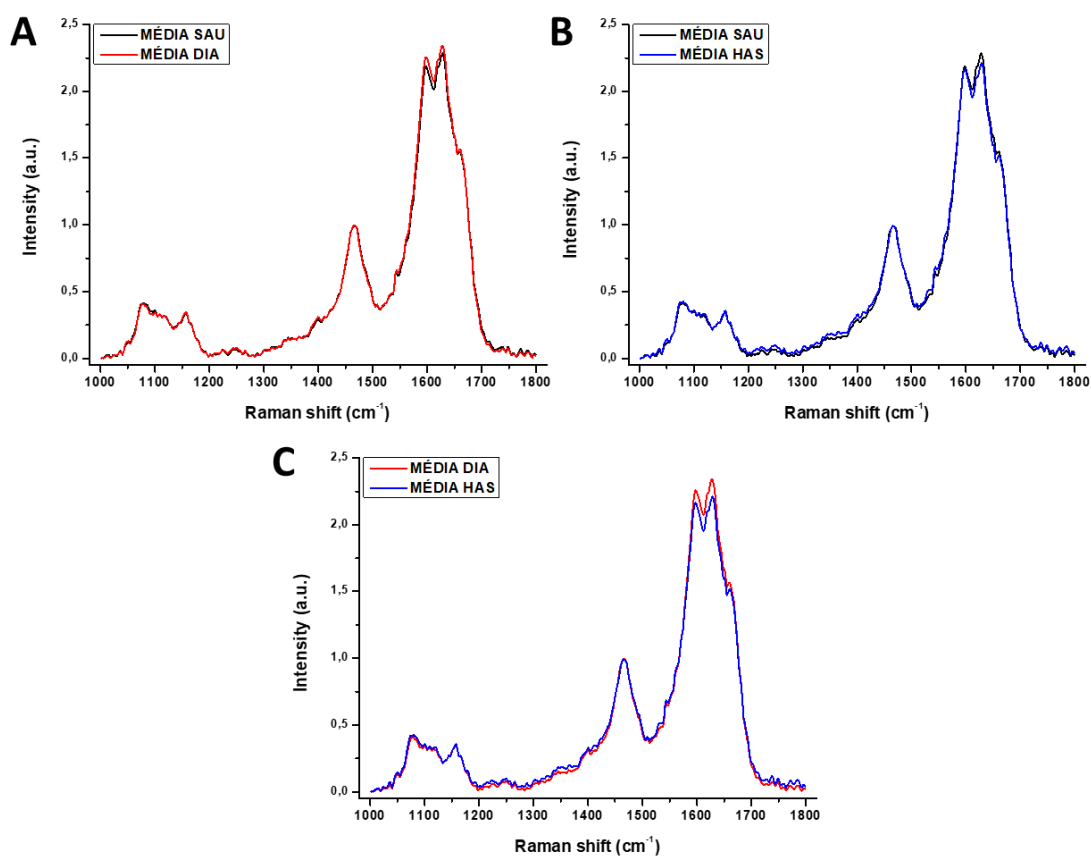 A
MÉDIA SAU
MÉDIA DIA
2,5
2,0
1,5
1,0
0,5
0,0
Intensity (a.u.)
1000 1100 1200 1300 1400 1500 1600 1700 1800
Raman shift (cm⁻¹)
B
MÉDIA SAU
MÉDIA HAS
2,5
2,0
1,5
1,0
0,5
0,0
Intensity (a.u.)
1000 1100 1200 1300 1400 1500 1600 1700 1800
Raman shift (cm⁻¹)
C
MÉDIA DIA
MÉDIA HAS
2,5
2,0
1,5
1,0
0,5
0,0
Intensity (a.u.)
1000 1100 1200 1300 1400 1500 1600 1700 1800
Raman shift (cm⁻¹)